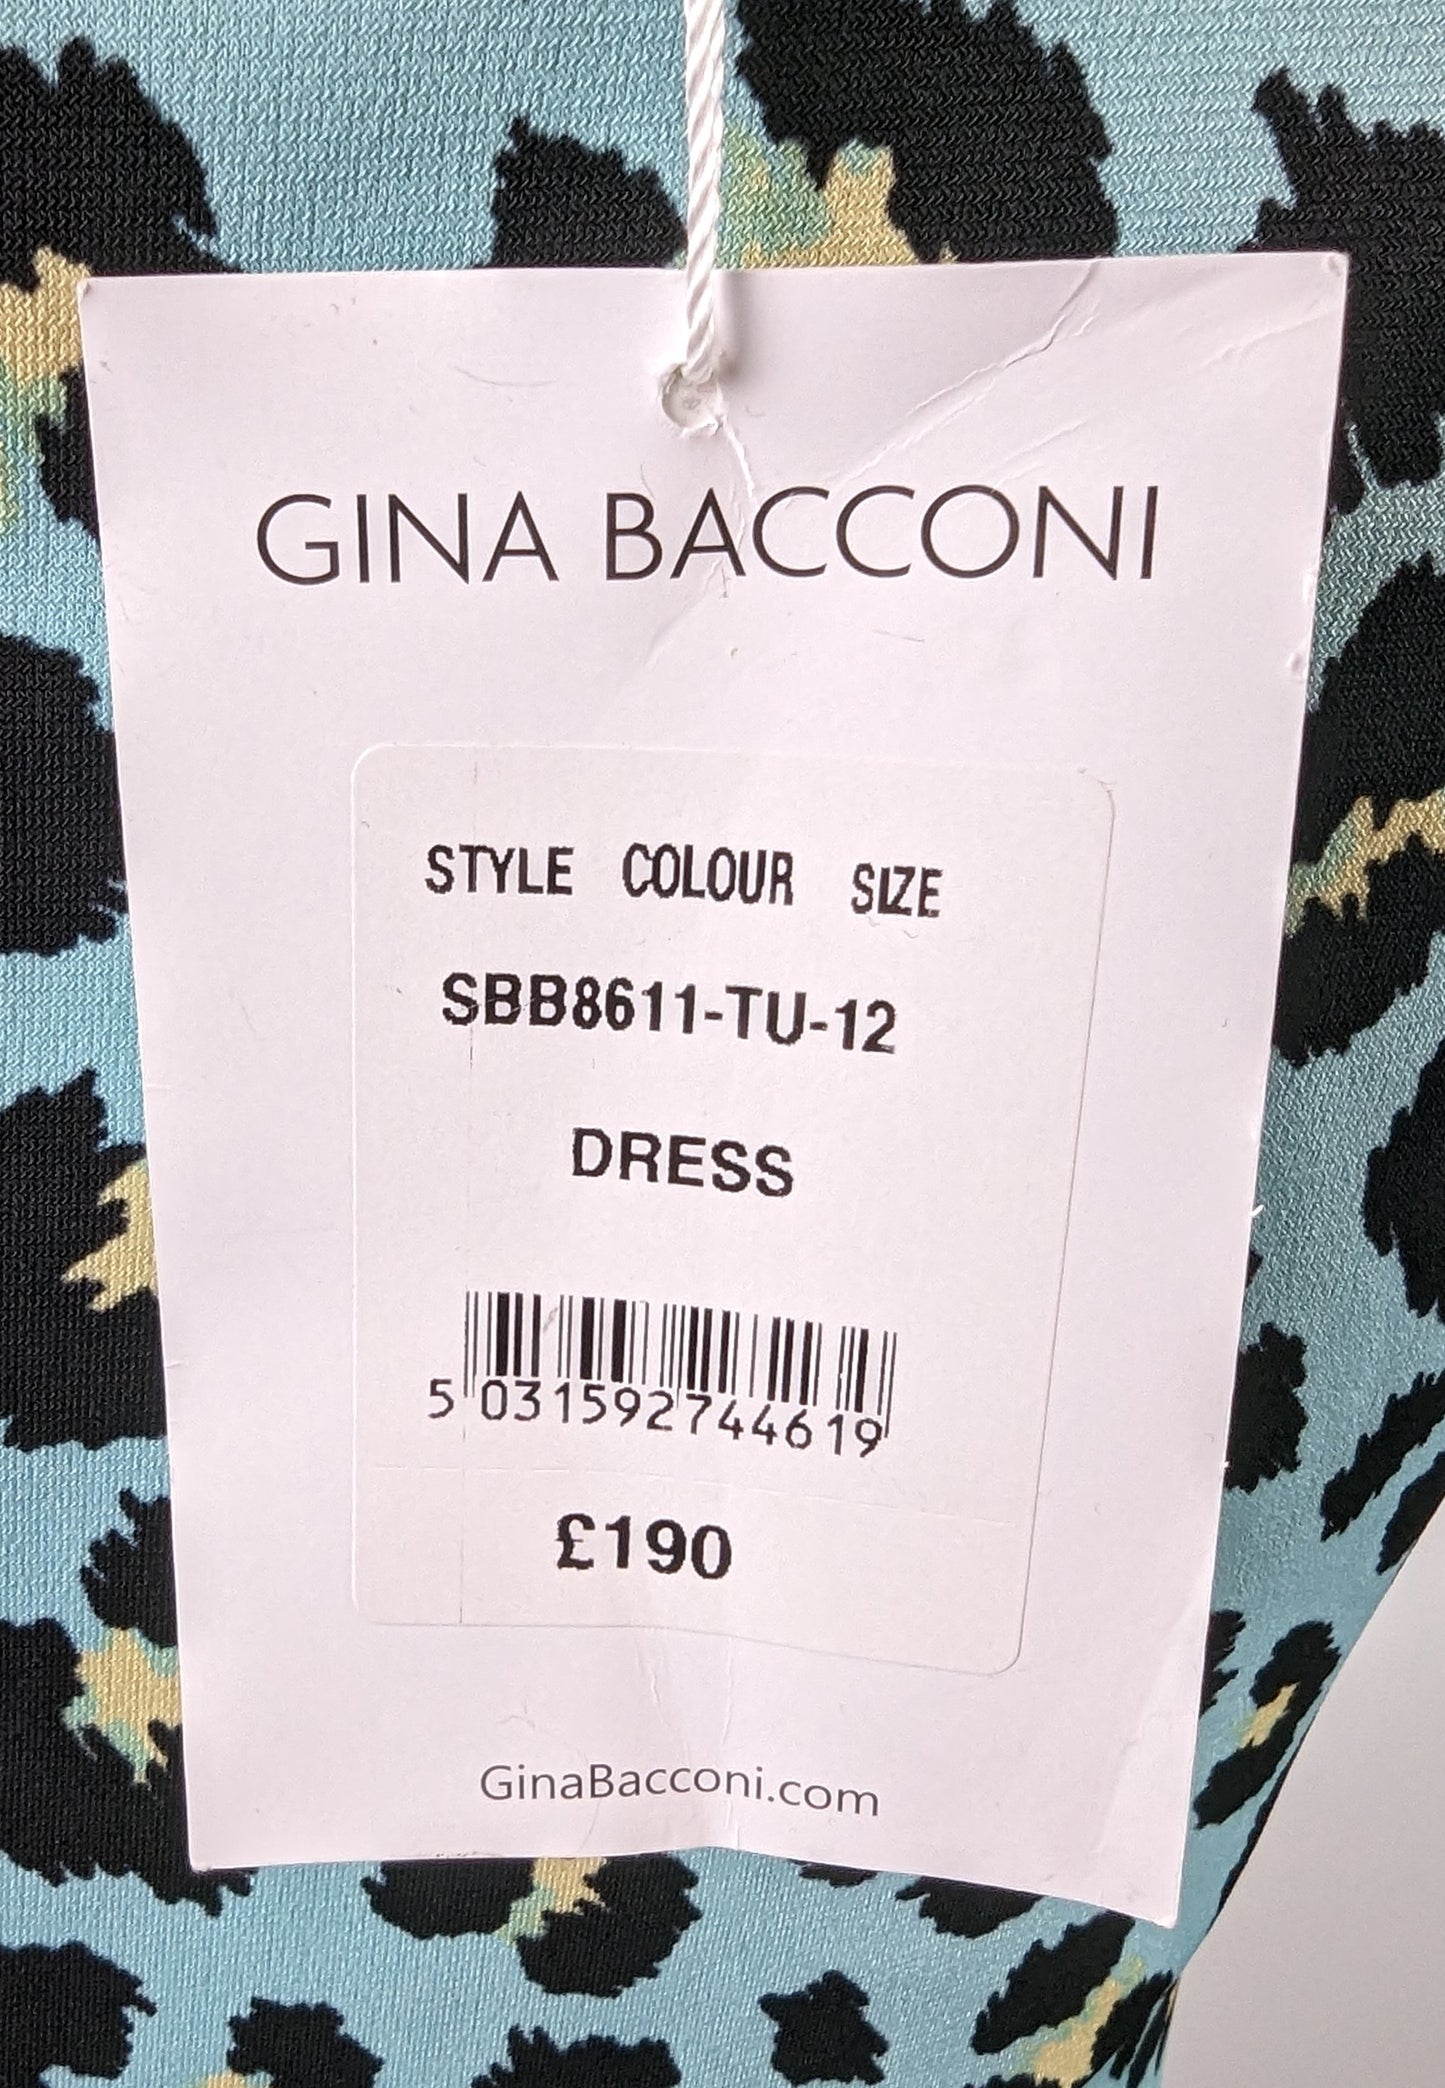 GINA BACCONI
STYLE COLOUR SIZE
SBB8611-TU-12
DRESS
5 031592 744619
£190
GinaBacconi.com